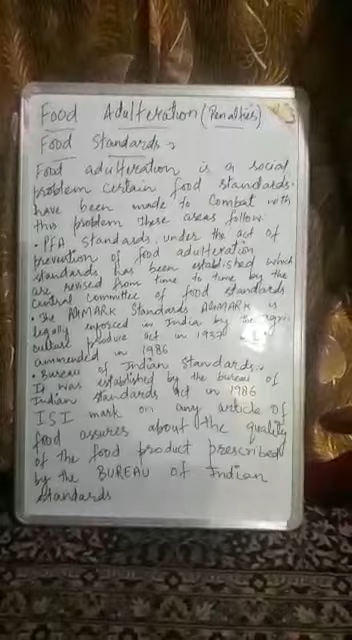 Food Adulteration (Penalties)
Food Standards
Food adulteration is a social
problem certain food standards.
have been made to combat with
this problem These areas follow.
• PFA, Standards, under the act of
prevention of food adulteration
standards has been established which
are revised from time to time by the
central committee of food standards
• The AGMARK Standards AGMARK is
legally inforced in India by the agri
culture produce act in 1937
ammended in 1986
• Bureau of Indian Standards:
It was established by the bureau of
Indian standards act in 1986
ISI mark on any article of
food assures about the quality
of the food product prescribed
by the BUREAU of Indian
standards